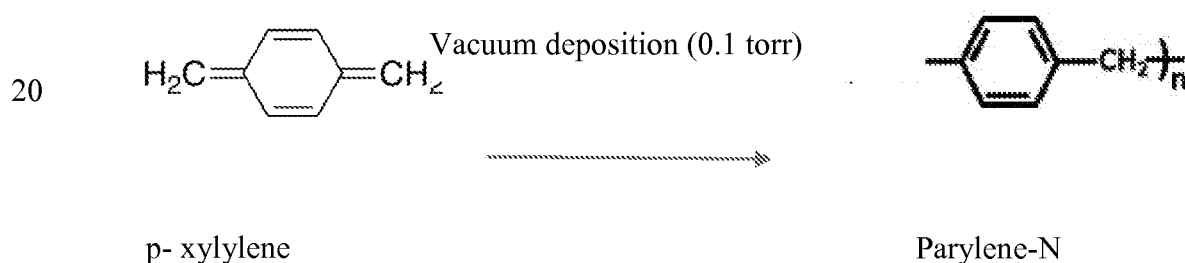 Vacuum deposition (0.1 torr)
20 H₂C CH₂ CH₂)n
p- xylylene Parylene-N